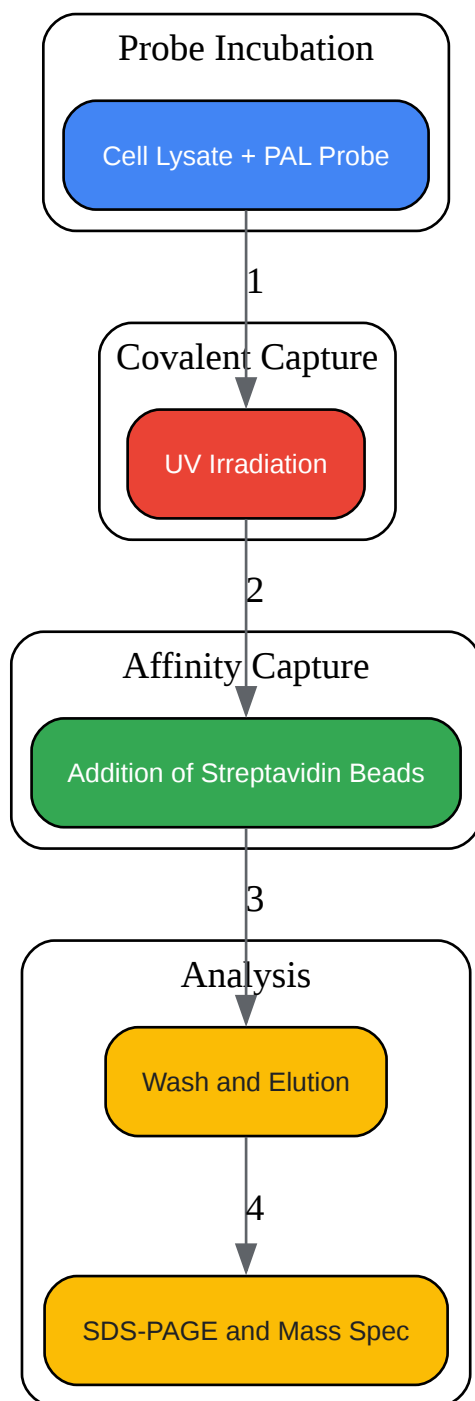 Probe Incubation
Cell Lysate + PAL Probe
1
Covalent Capture
UV Irradiation
2
Affinity Capture
Addition of Streptavidin Beads
3
Analysis
Wash and Elution
4
SDS-PAGE and Mass Spec